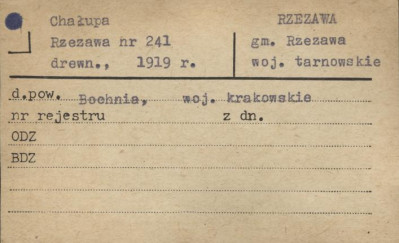 Chałupa
Rzezawa nr 241
drewn., 1919 r.
RZEZAWA
gm. Rzezawa
woj. tarnowskie
d.pow. Bochnia, woj. krakowskie
nr rejestru z dn.
ODZ
BDZ